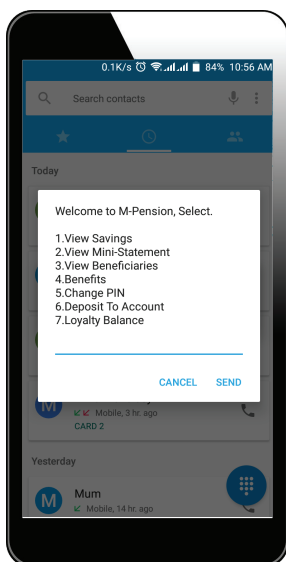 0.1K/s 84% 10:56 AM
Search contacts
Today
Welcome to M-Pension, Select.
1.View Savings
2.View Mini-Statement
3.View Beneficiaries
4.Benefits
5.Change PIN
6.Deposit To Account
7.Loyalty Balance
CANCEL SEND
M
Mobile, 3 hr. ago
CARD 2
Yesterday
M
Mum
Mobile, 14 hr. ago